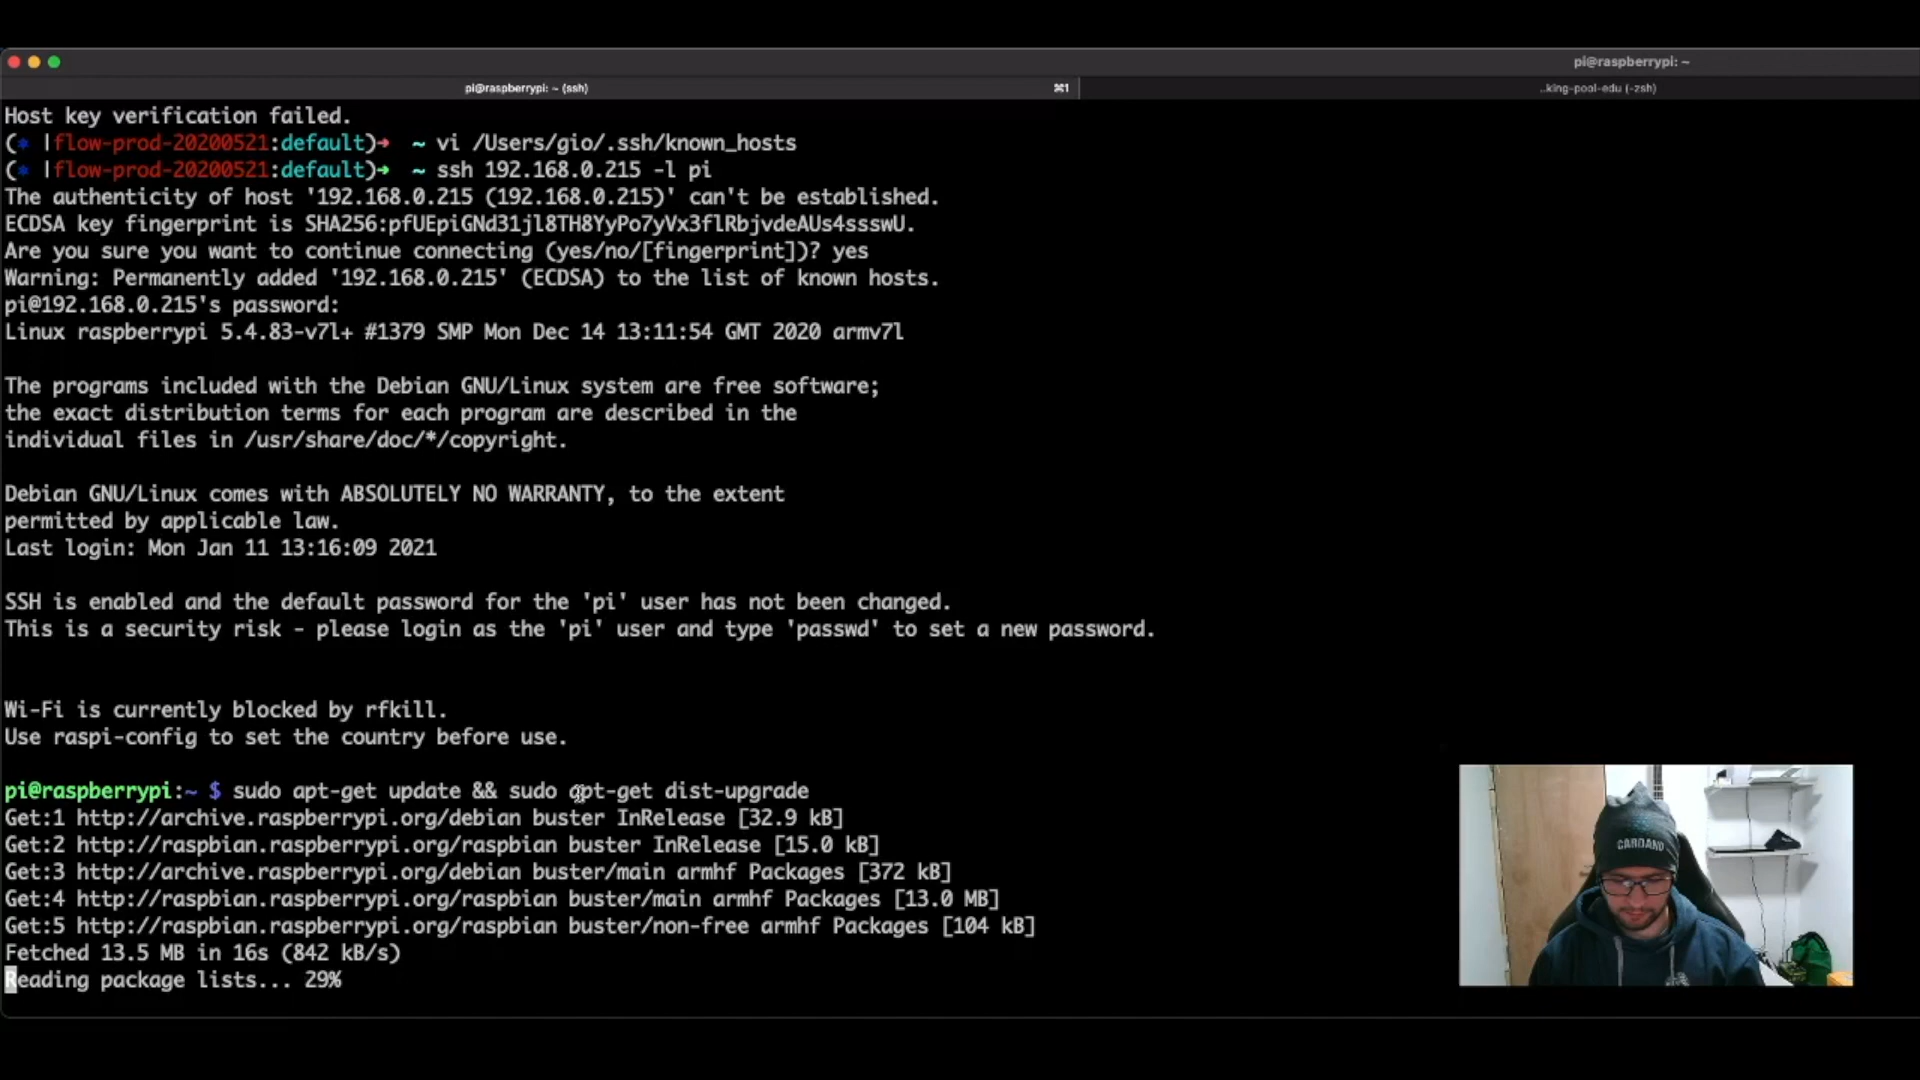 pi@raspberrypi: ~
pi@raspberrypi: ~ (ssh) ⌘1 ..king-pool-edu (-zsh)
Host key verification failed.
(⎈ |flow-prod-20200521:default)➜  ~ vi /Users/gio/.ssh/known_hosts
(⎈ |flow-prod-20200521:default)➜  ~ ssh 192.168.0.215 -l pi
The authenticity of host '192.168.0.215 (192.168.0.215)' can't be established.
ECDSA key fingerprint is SHA256:pfUEpiGNd31jl8TH8YyPo7yVx3flRbjvdeAUs4ssswU.
Are you sure you want to continue connecting (yes/no/[fingerprint])? yes
Warning: Permanently added '192.168.0.215' (ECDSA) to the list of known hosts.
pi@192.168.0.215's password:
Linux raspberrypi 5.4.83-v7l+ #1379 SMP Mon Dec 14 13:11:54 GMT 2020 armv7l
The programs included with the Debian GNU/Linux system are free software;
the exact distribution terms for each program are described in the
individual files in /usr/share/doc/*/copyright.
Debian GNU/Linux comes with ABSOLUTELY NO WARRANTY, to the extent
permitted by applicable law.
Last login: Mon Jan 11 13:16:09 2021
SSH is enabled and the default password for the 'pi' user has not been changed.
This is a security risk - please login as the 'pi' user and type 'passwd' to set a new password.
Wi-Fi is currently blocked by rfkill.
Use raspi-config to set the country before use.
pi@raspberrypi:~ $ sudo apt-get update && sudo apt-get dist-upgrade
Get:1 http://archive.raspberrypi.org/debian buster InRelease [32.9 kB]
Get:2 http://raspbian.raspberrypi.org/raspbian buster InRelease [15.0 kB]
Get:3 http://archive.raspberrypi.org/debian buster/main armhf Packages [372 kB]
Get:4 http://raspbian.raspberrypi.org/raspbian buster/main armhf Packages [13.0 MB]
Get:5 http://raspbian.raspberrypi.org/raspbian buster/non-free armhf Packages [104 kB]
Fetched 13.5 MB in 16s (842 kB/s)
Reading package lists... 29%
CARDANO